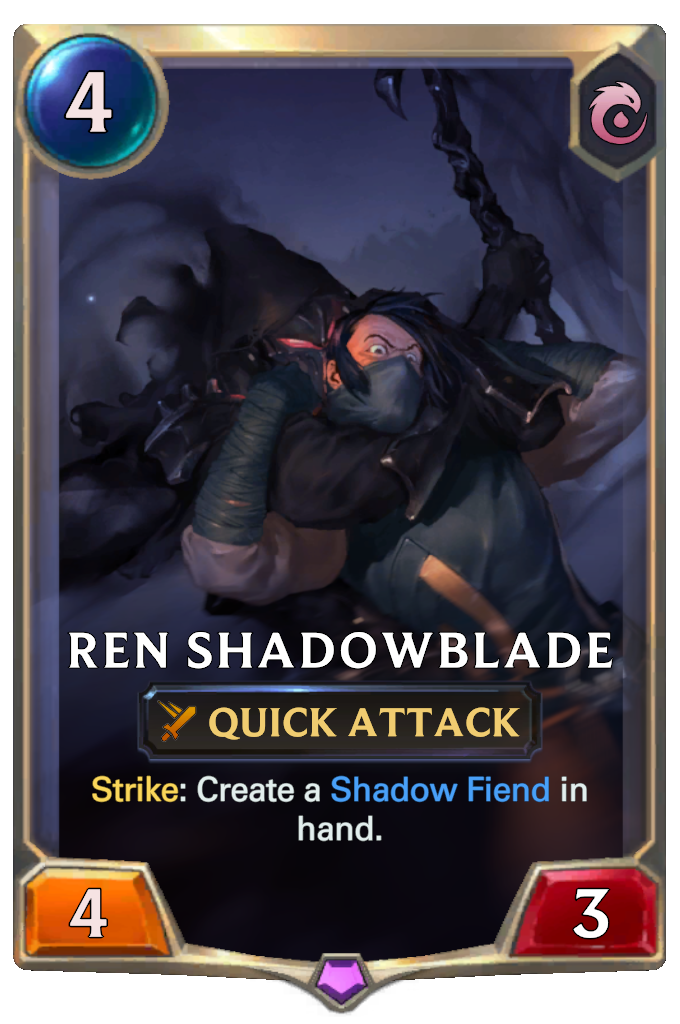 4
REN SHADOWBLADE
QUICK ATTACK
Strike: Create a Shadow Fiend in
hand.
4
3